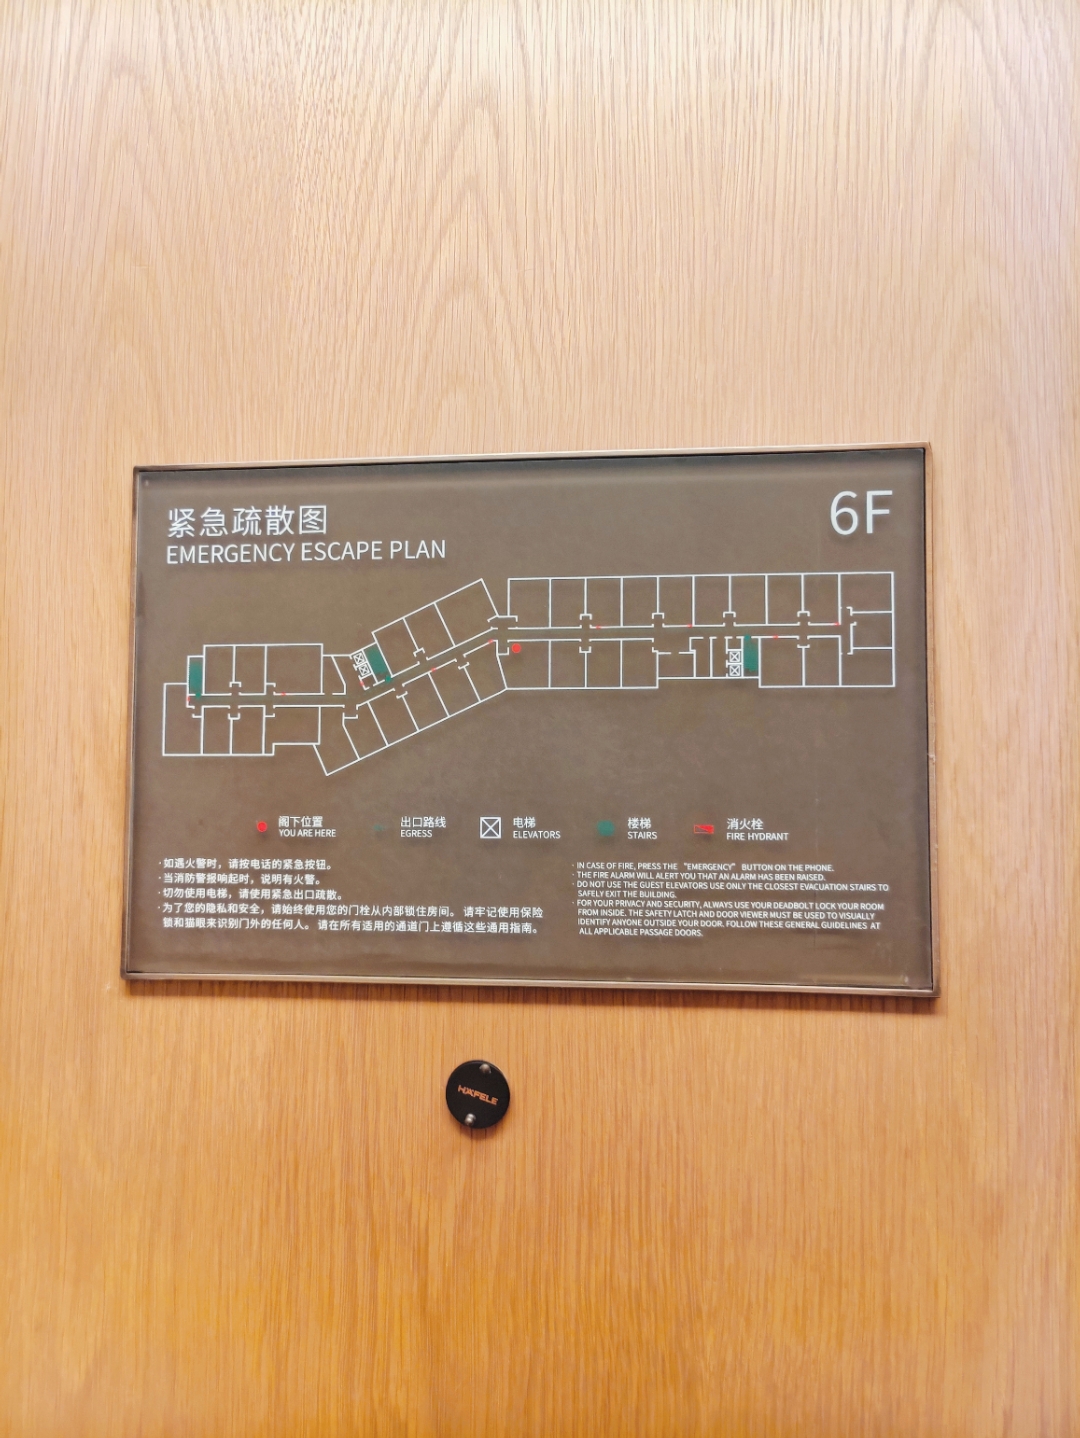 紧急疏散图
EMERGENCY ESCAPE PLAN
6F
阁下位置
YOU ARE HERE
出口路线
EGRESS
电梯
ELEVATORS
楼梯
STAIRS
消火栓
FIRE HYDRANT
·如遇火警时，请按电话的紧急按钮。
·当消防警报响起时，说明有火警。
·切勿使用电梯，请使用紧急出口疏散。
·为了您的隐私和安全，请始终使用您的门栓从内部锁住房间。 请牢记使用保险
锁和猫眼来识别门外的任何人。 请在所有适用的通道门上遵循这些通用指南。
· IN CASE OF FIRE, PRESS THE "EMERGENCY" BUTTON ON THE PHONE.
· THE FIRE ALARM WILL ALERT YOU THAT AN ALARM HAS BEEN RAISED.
· DO NOT USE THE GUEST ELEVATORS USE ONLY THE CLOSEST EVACUATION STAIRS TO
SAFELY EXIT THE BUILDING.
· FOR YOUR PRIVACY AND SECURITY, ALWAYS USE YOUR DEADBOLT LOCK YOUR ROOM
FROM INSIDE. THE SAFETY LATCH AND DOOR VIEWER MUST BE USED TO VISUALLY
IDENTIFY ANYONE OUTSIDE YOUR DOOR. FOLLOW THESE GENERAL GUIDELINES AT
ALL APPLICABLE PASSAGE DOORS.
HÄFELE